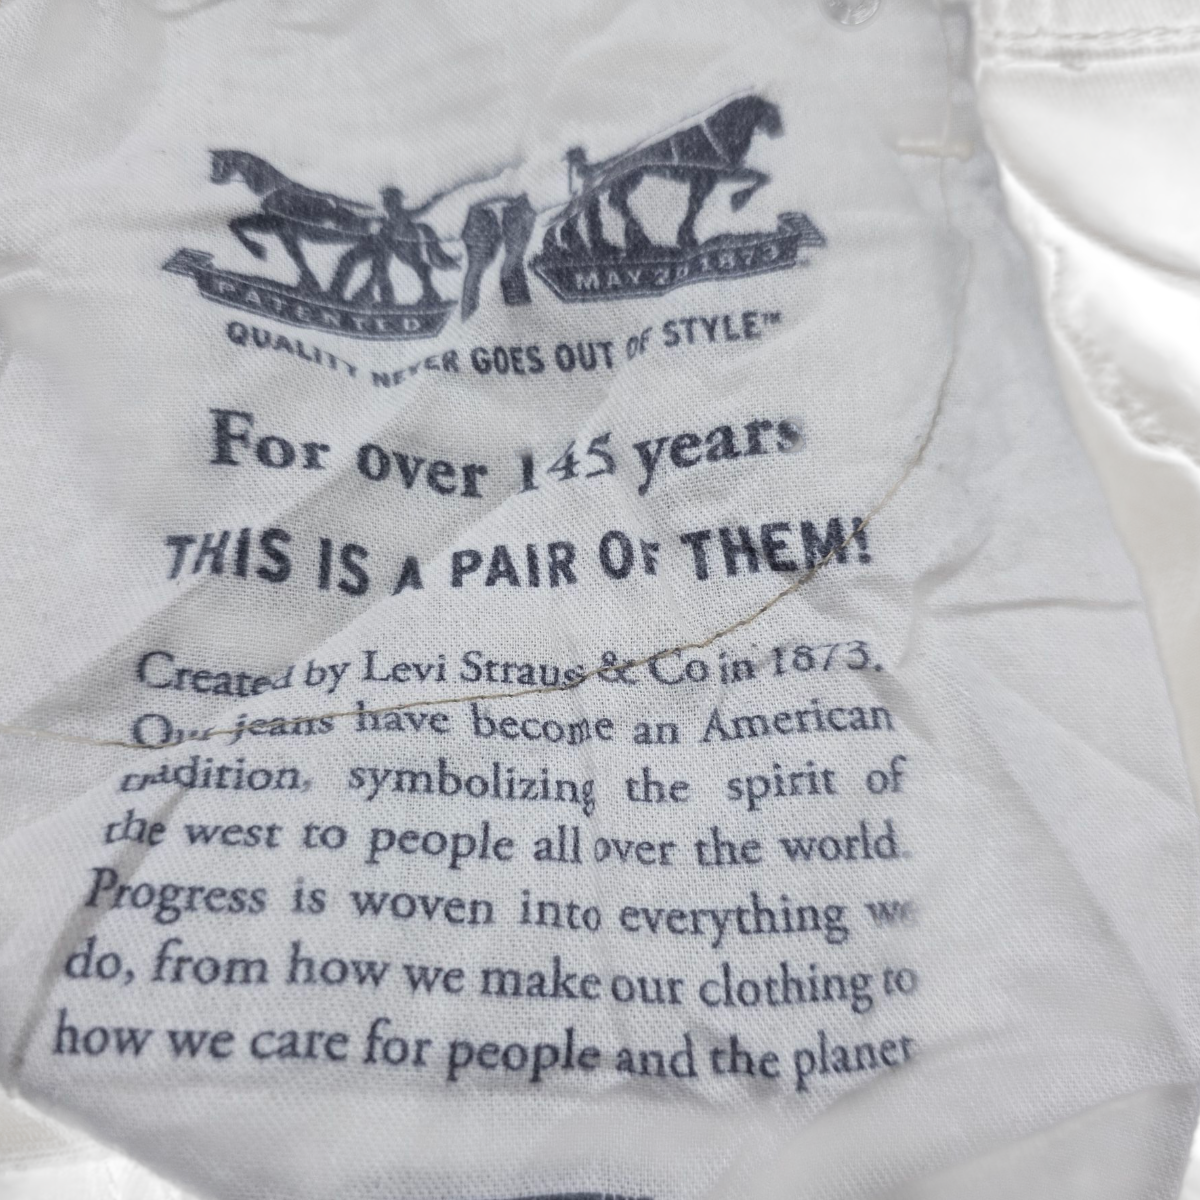 PATENTED
MAY 20 1873
QUALITY NEVER GOES OUT OF STYLE™
For over 145 years
THIS IS A PAIR OF THEM!
Created by Levi Straus & Co in 1873.
Our jeans have become an American
tradition, symbolizing the spirit of
the west to people all over the world.
Progress is woven into everything we
do, from how we make our clothing to
how we care for people and the planet